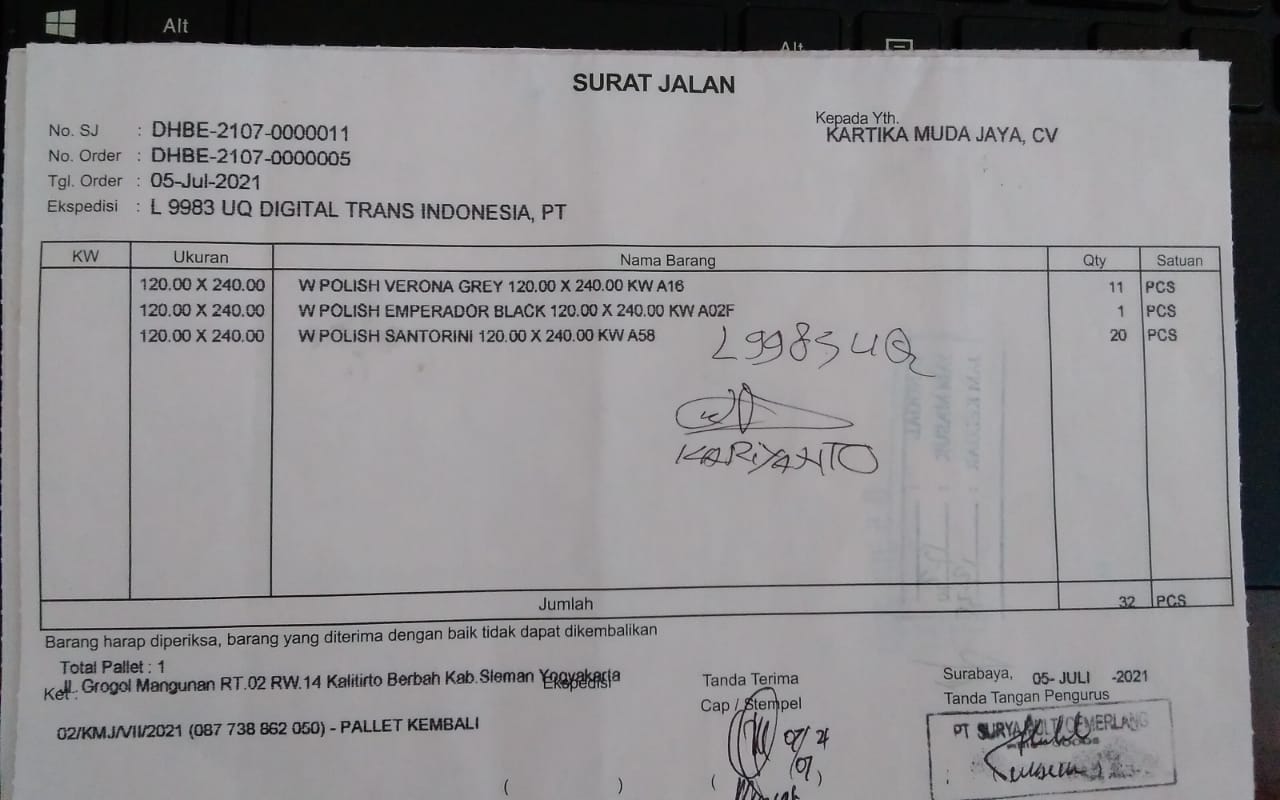 Alt
Alt
SURAT JALAN
No. SJ : DHBE-2107-0000011
No. Order : DHBE-2107-0000005
Tgl. Order : 05-Jul-2021
Ekspedisi : L 9983 UQ DIGITAL TRANS INDONESIA, PT
Kepada Yth.
KARTIKA MUDA JAYA, CV
KW Ukuran Nama Barang Qty Satuan
120.00 X 240.00 W POLISH VERONA GREY 120.00 X 240.00 KW A16 11 PCS
120.00 X 240.00 W POLISH EMPERADOR BLACK 120.00 X 240.00 KW A02F 1 PCS
120.00 X 240.00 W POLISH SANTORINI 120.00 X 240.00 KW A58 20 PCS
L 9983 UQ
KARIYANTO
Jumlah 32 PCS
Barang harap diperiksa, barang yang diterima dengan baik tidak dapat dikembalikan
Total Pallet : 1
Ket : Jl. Grogol Mangunan RT.02 RW.14 Kalitirto Berbah Kab.Sleman Yogyakarta
Ekspedisi
02/KMJ/VII/2021 (087 738 862 050) - PALLET KEMBALI
Tanda Terima
Cap / Stempel
( )
( )
Surabaya, 05- JULI -2021
Tanda Tangan Pengurus
PT SURYA MULTI CEMERLANG